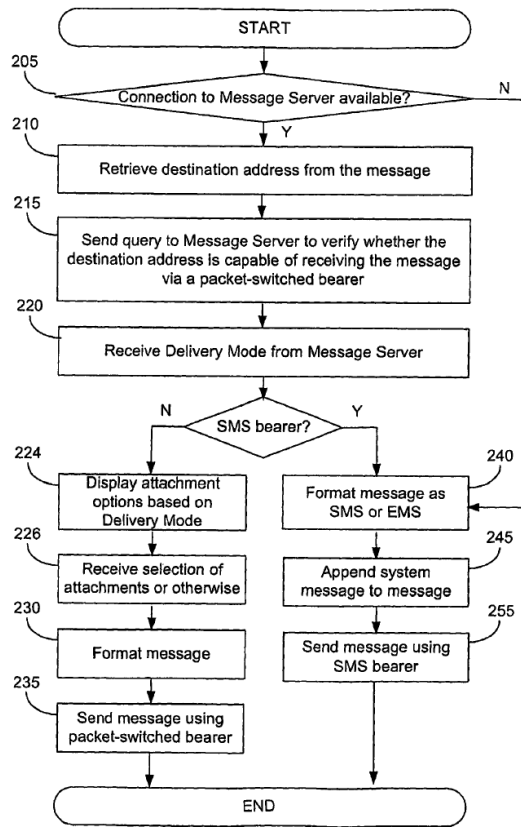 START
205
Connection to Message Server available?
N
210
Y
Retrieve destination address from the message
215
Send query to Message Server to verify whether the
destination address is capable of receiving the message
via a packet-switched bearer
220
Receive Delivery Mode from Message Server
N
SMS bearer?
Y
224
Display attachment
options based on
Delivery Mode
226
Receive selection of
attachments or otherwise
230
Format message
235
Send message using
packet-switched bearer
240
Format message as
SMS or EMS
245
Append system
message to message
255
Send message using
SMS bearer
END